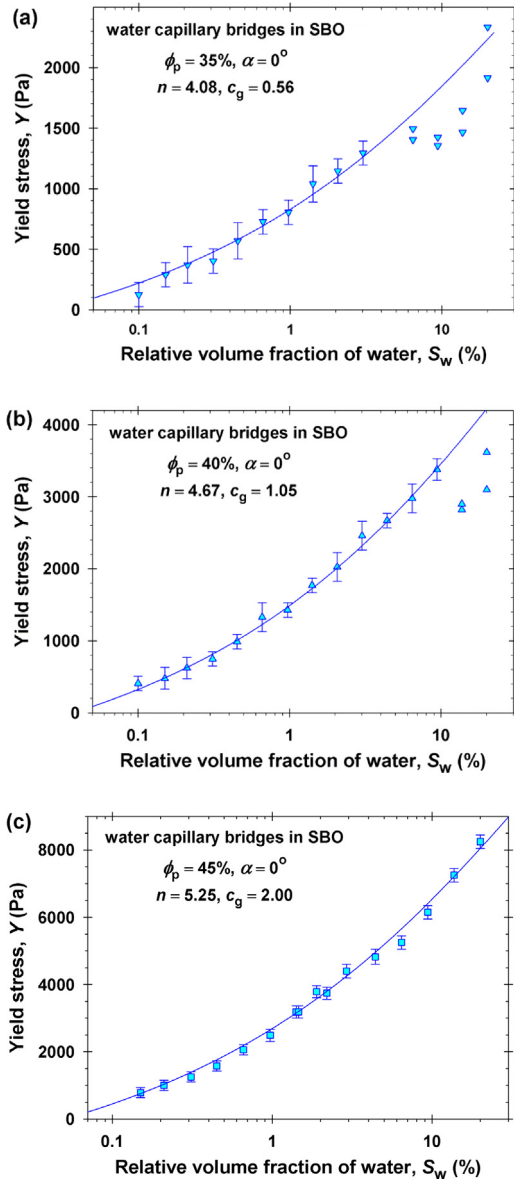 (a)
water capillary bridges in SBO
ϕp = 35%, α = 0°
n = 4.08, cg = 0.56
Yield stress, Y (Pa)
2000
1500
1000
500
0
0.1 1 10
Relative volume fraction of water, Sw (%)
(b)
water capillary bridges in SBO
ϕp = 40%, α = 0°
n = 4.67, cg = 1.05
Yield stress, Y (Pa)
4000
3000
2000
1000
0
0.1 1 10
Relative volume fraction of water, Sw (%)
(c)
water capillary bridges in SBO
ϕp = 45%, α = 0°
n = 5.25, cg = 2.00
Yield stress, Y (Pa)
8000
6000
4000
2000
0
0.1 1 10
Relative volume fraction of water, Sw (%)